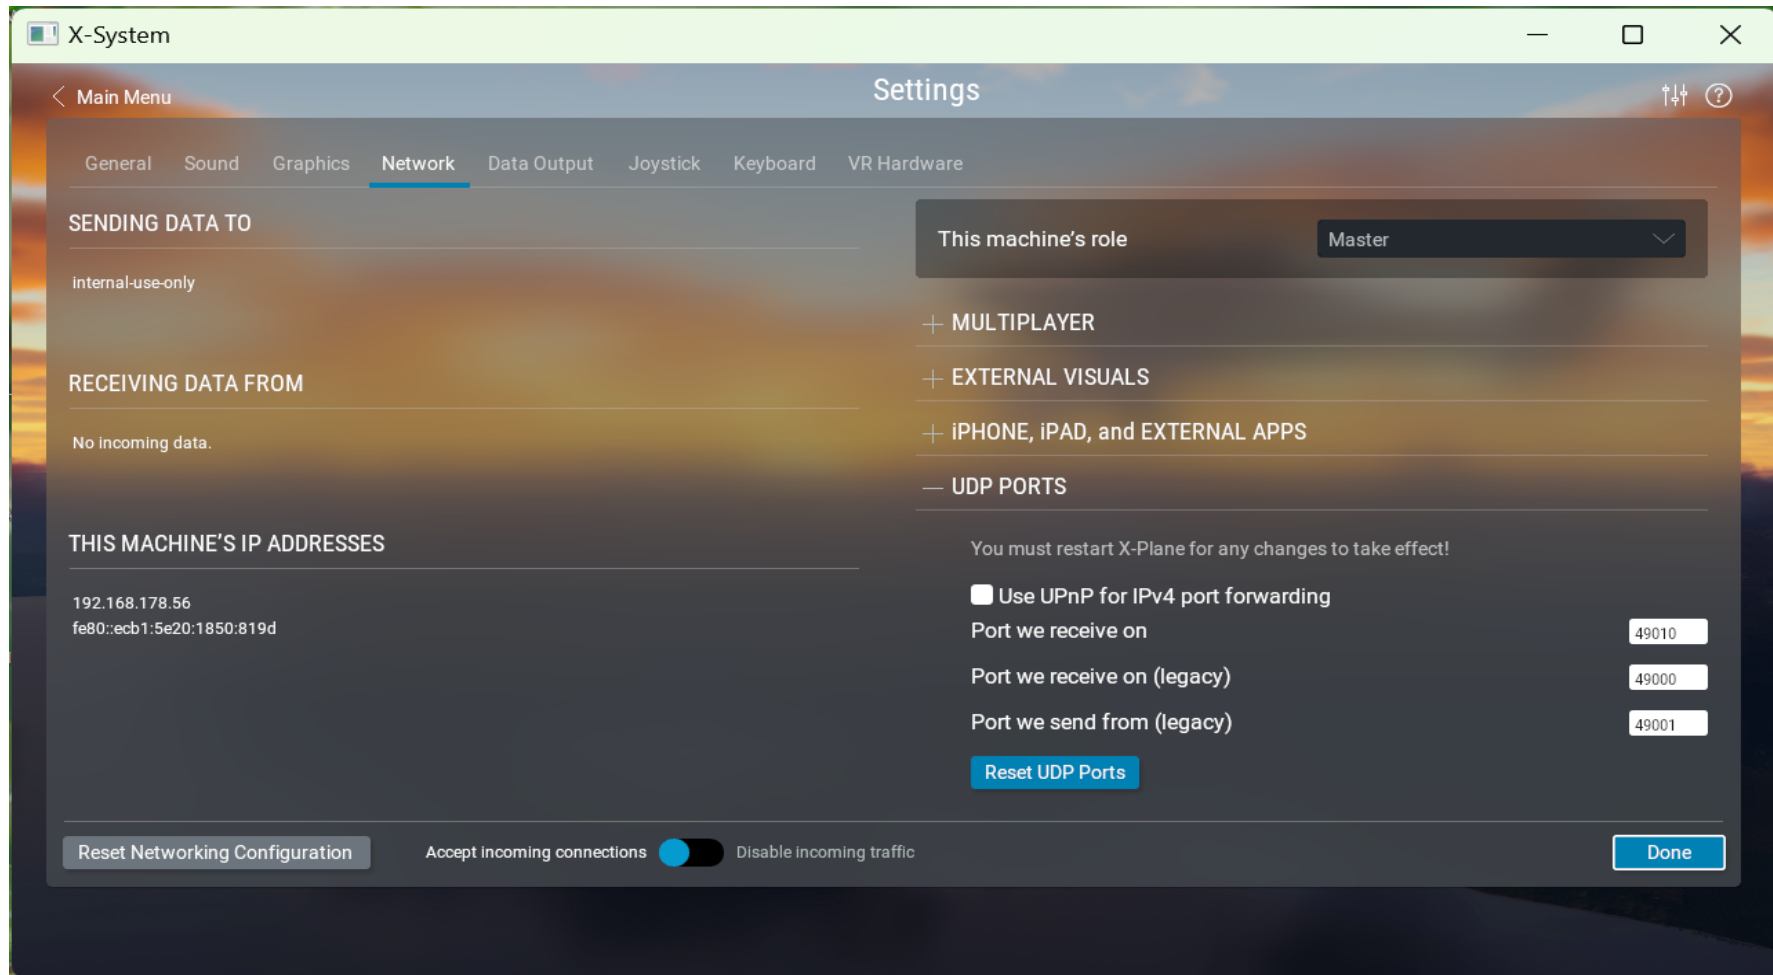 X-System
Main Menu
Settings
General Sound Graphics Network Data Output Joystick Keyboard VR Hardware
SENDING DATA TO
internal-use-only
RECEIVING DATA FROM
No incoming data.
THIS MACHINE’S IP ADDRESSES
192.168.178.56
fe80::ecb1:5e20:1850:819d
This machine’s role Master
MULTIPLAYER
EXTERNAL VISUALS
iPHONE, iPAD, and EXTERNAL APPS
UDP PORTS
You must restart X-Plane for any changes to take effect!
Use UPnP for IPv4 port forwarding
Port we receive on 49010
Port we receive on (legacy) 49000
Port we send from (legacy) 49001
Reset UDP Ports
Reset Networking Configuration Accept incoming connections Disable incoming traffic Done